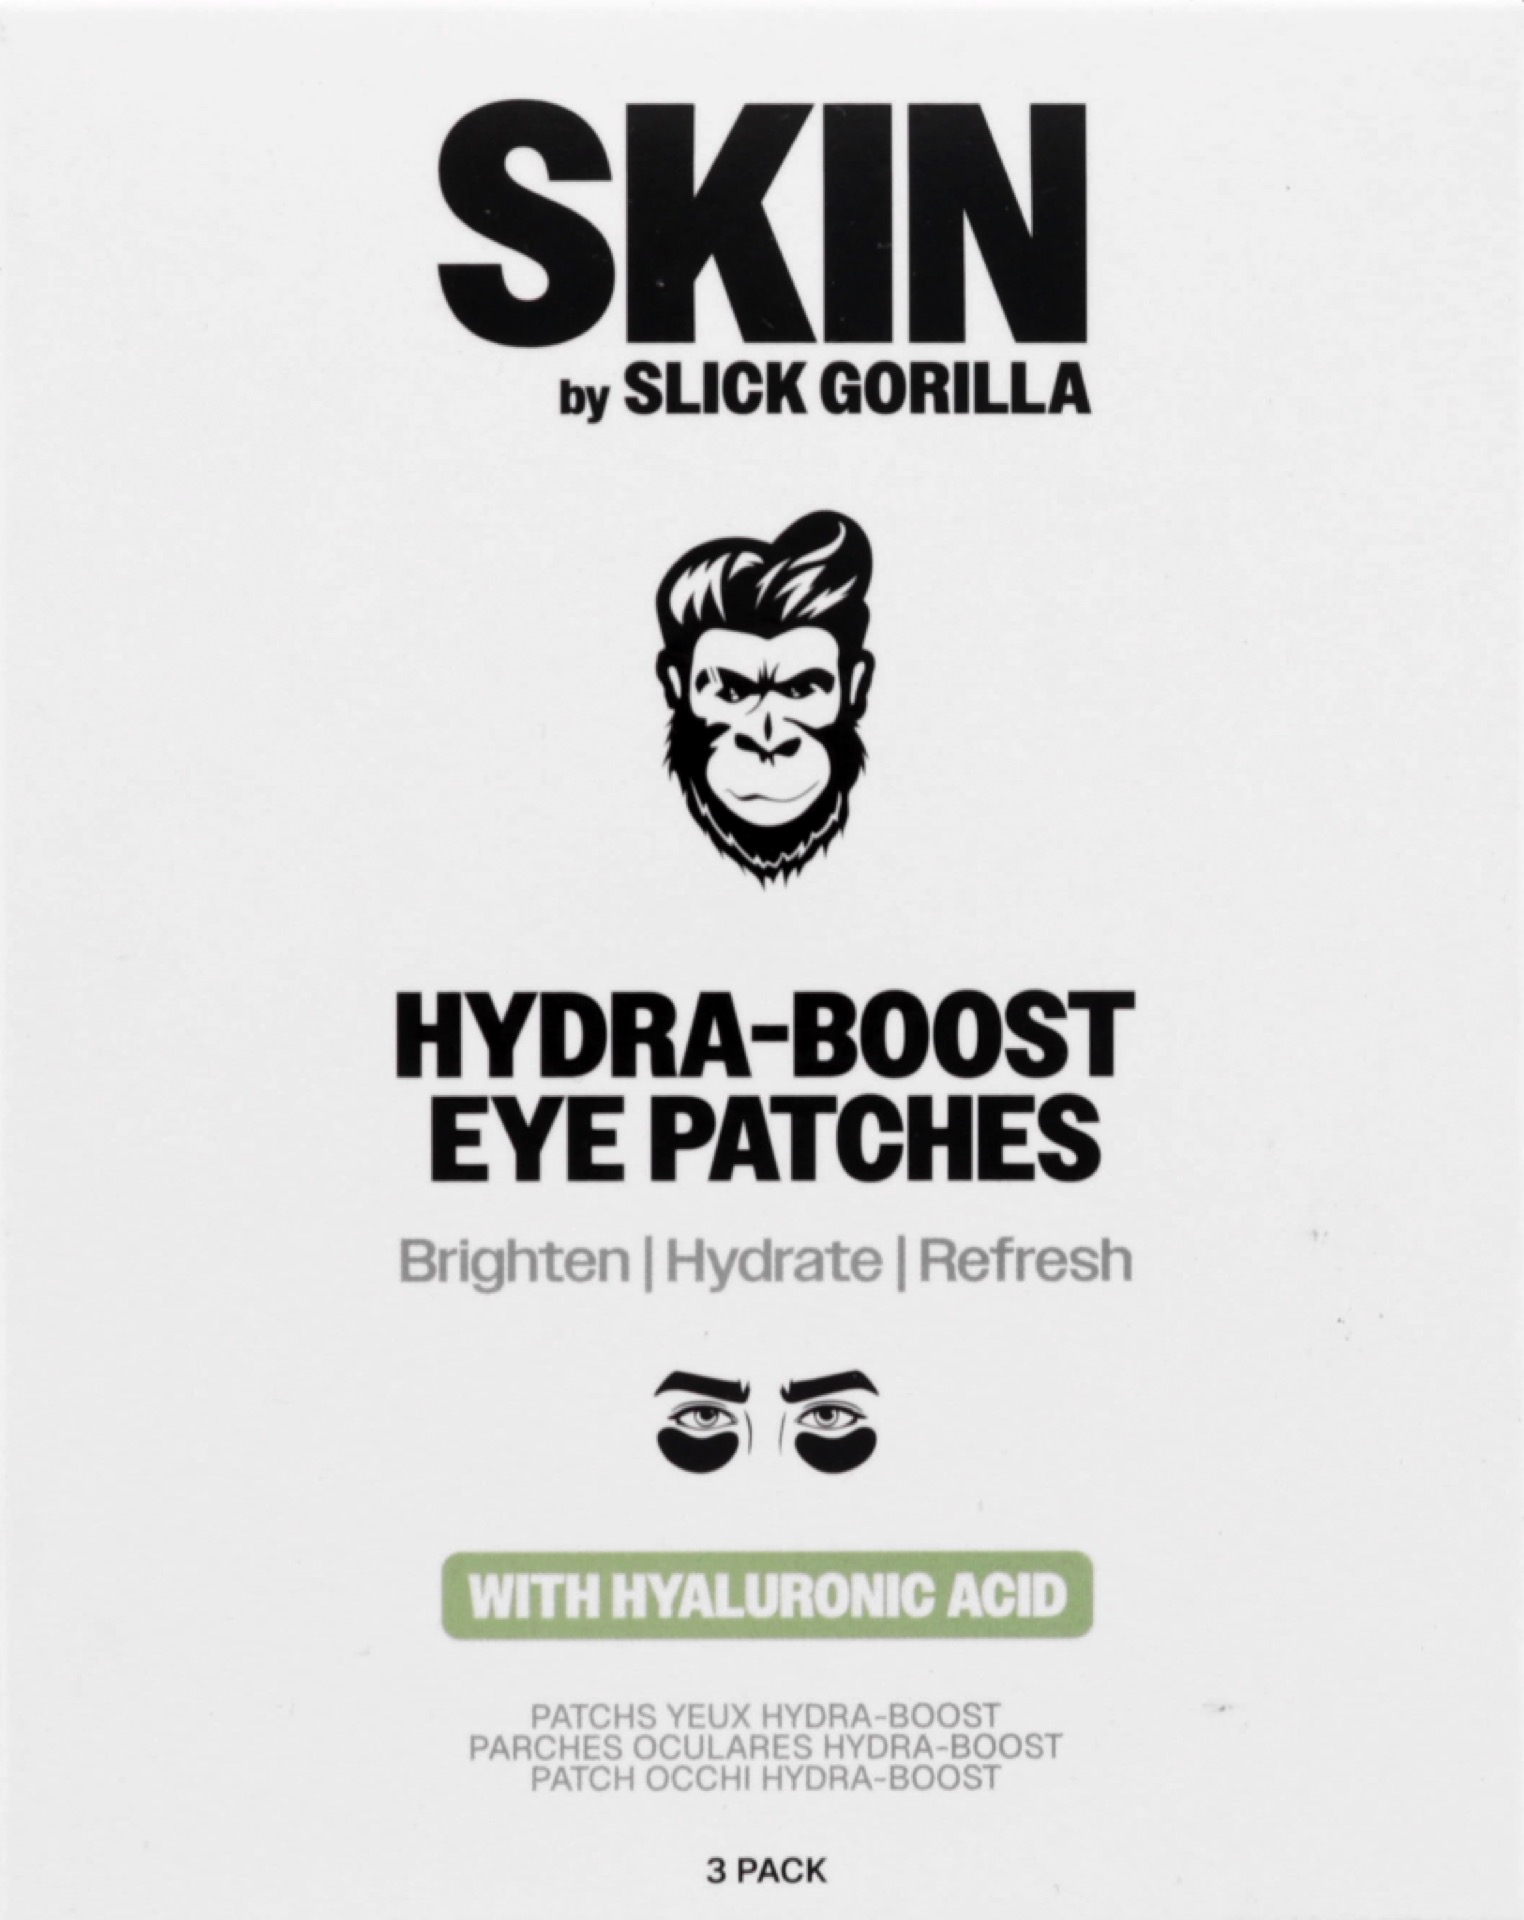 SKIN
by SLICK GORILLA
HYDRA-BOOST
EYE PATCHES
Brighten | Hydrate | Refresh
WITH HYALURONIC ACID
PATCHS YEUX HYDRA-BOOST
PARCHES OCULARES HYDRA-BOOST
PATCH OCCHI HYDRA-BOOST
3 PACK